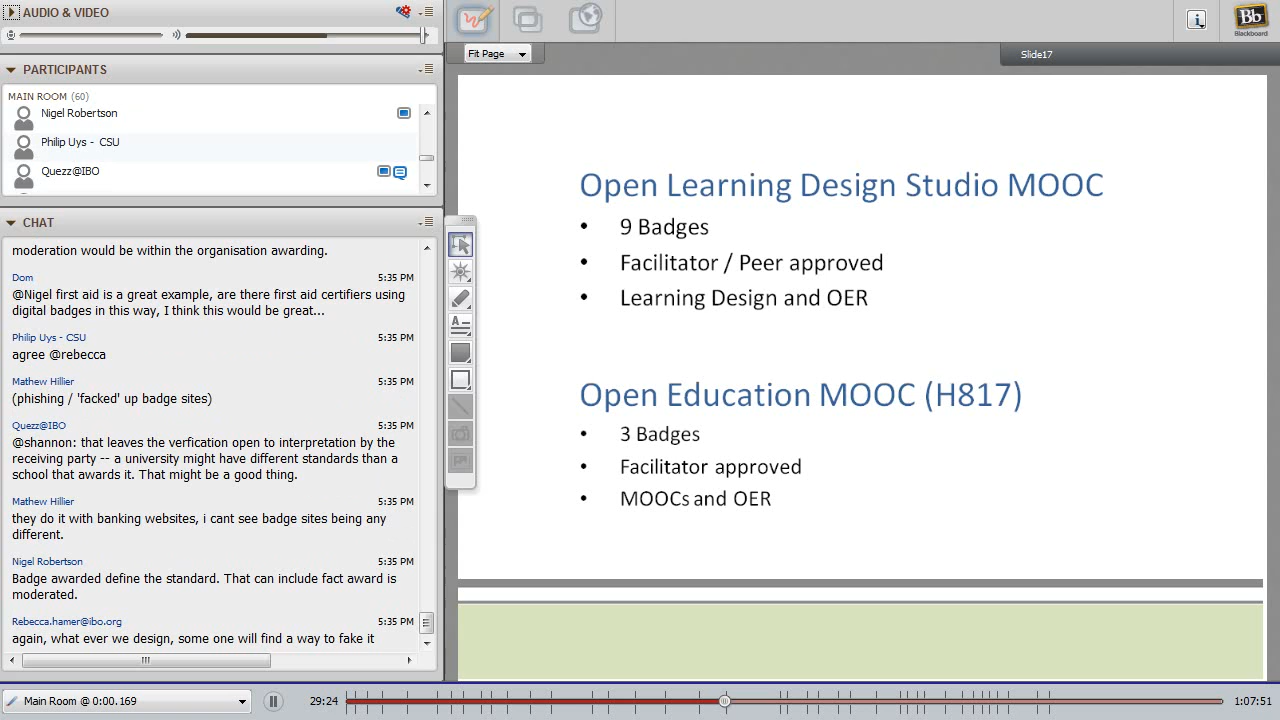 AUDIO & VIDEO
PARTICIPANTS
MAIN ROOM (60)
Nigel Robertson
Philip Uys - CSU
Quezz@IBO
CHAT
moderation would be within the organisation awarding.
Dom 5:35 PM
@Nigel first aid is a great example, are there first aid certifiers using
digital badges in this way, I think this would be great...
Philip Uys - CSU 5:35 PM
agree @rebecca
Mathew Hillier 5:35 PM
(phishing / 'facked' up badge sites)
Quezz@IBO 5:35 PM
@shannon: that leaves the verfication open to interpretation by the
receiving party -- a university might have different standards than a
school that awards it. That might be a good thing.
Mathew Hillier 5:35 PM
they do it with banking websites, i cant see badge sites being any
different.
Nigel Robertson 5:35 PM
Badge awarded define the standard. That can include fact award is
moderated.
Rebecca.hamer@ibo.org 5:35 PM
again, what ever we design, some one will find a way to fake it
Main Room @ 0:00.169
29:24
1:07:51
Fit Page
Slide17
Bb
Blackboard
Open Learning Design Studio MOOC
• 9 Badges
• Facilitator / Peer approved
• Learning Design and OER
Open Education MOOC (H817)
• 3 Badges
• Facilitator approved
• MOOCs and OER